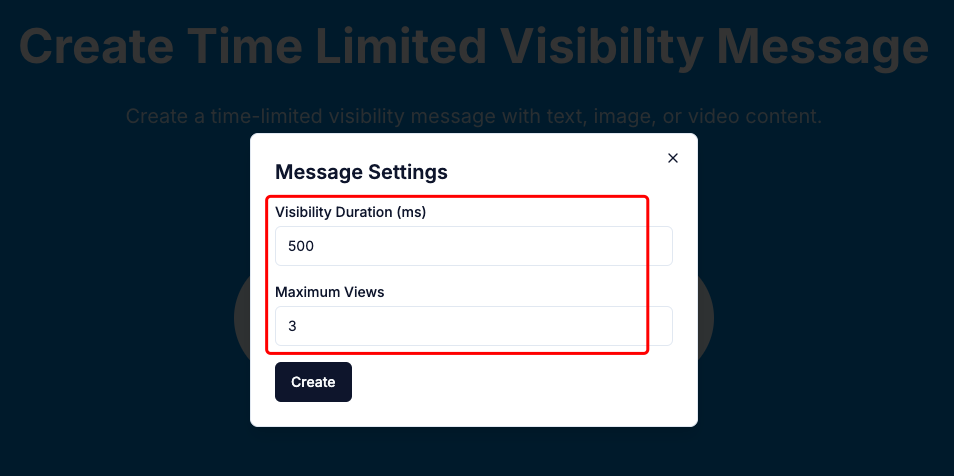 Create Time Limited Visibility Message
Create a time-limited visibility message with text, image, or video content.
Message Settings
Visibility Duration (ms)
500
Maximum Views
3
Create